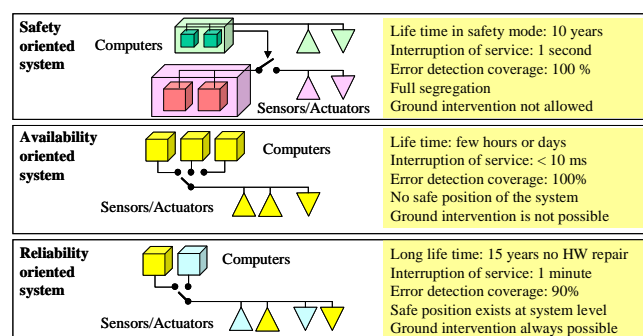 Safety
oriented
system
Computers
Sensors/Actuators
Life time in safety mode: 10 years
Interruption of service: 1 second
Error detection coverage: 100 %
Full segregation
Ground intervention not allowed
Availability
oriented
system
Computers
Sensors/Actuators
Life time: few hours or days
Interruption of service: < 10 ms
Error detection coverage: 100%
No safe position of the system
Ground intervention is not possible
Reliability
oriented
system
Computers
Sensors/Actuators
Long life time: 15 years no HW repair
Interruption of service: 1 minute
Error detection coverage: 90%
Safe position exists at system level
Ground intervention always possible